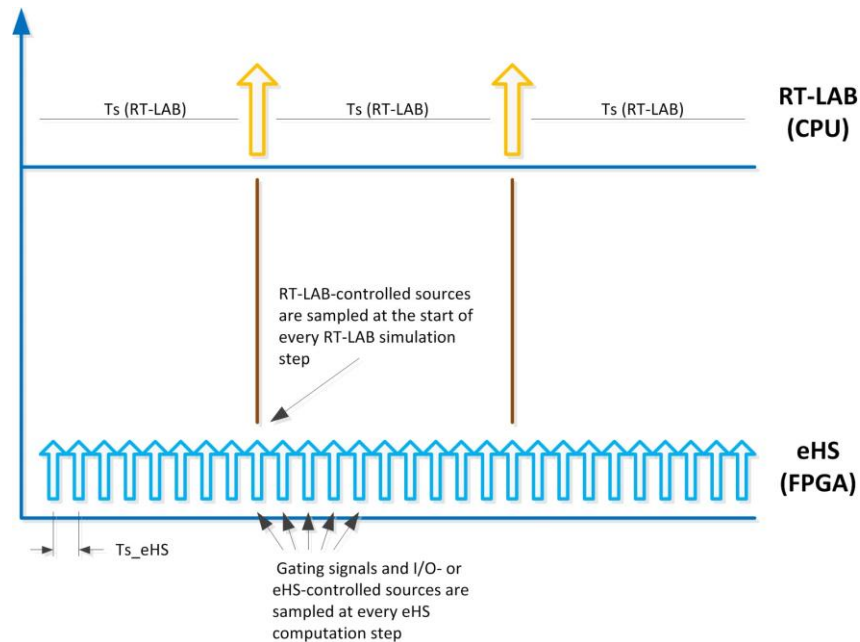 Ts (RT-LAB)
Ts (RT-LAB)
Ts (RT-LAB)
RT-LAB
(CPU)
RT-LAB-controlled sources
are sampled at the start of
every RT-LAB simulation
step
eHS
(FPGA)
Ts_eHS
Gating signals and I/O- or
eHS-controlled sources are
sampled at every eHS
computation step